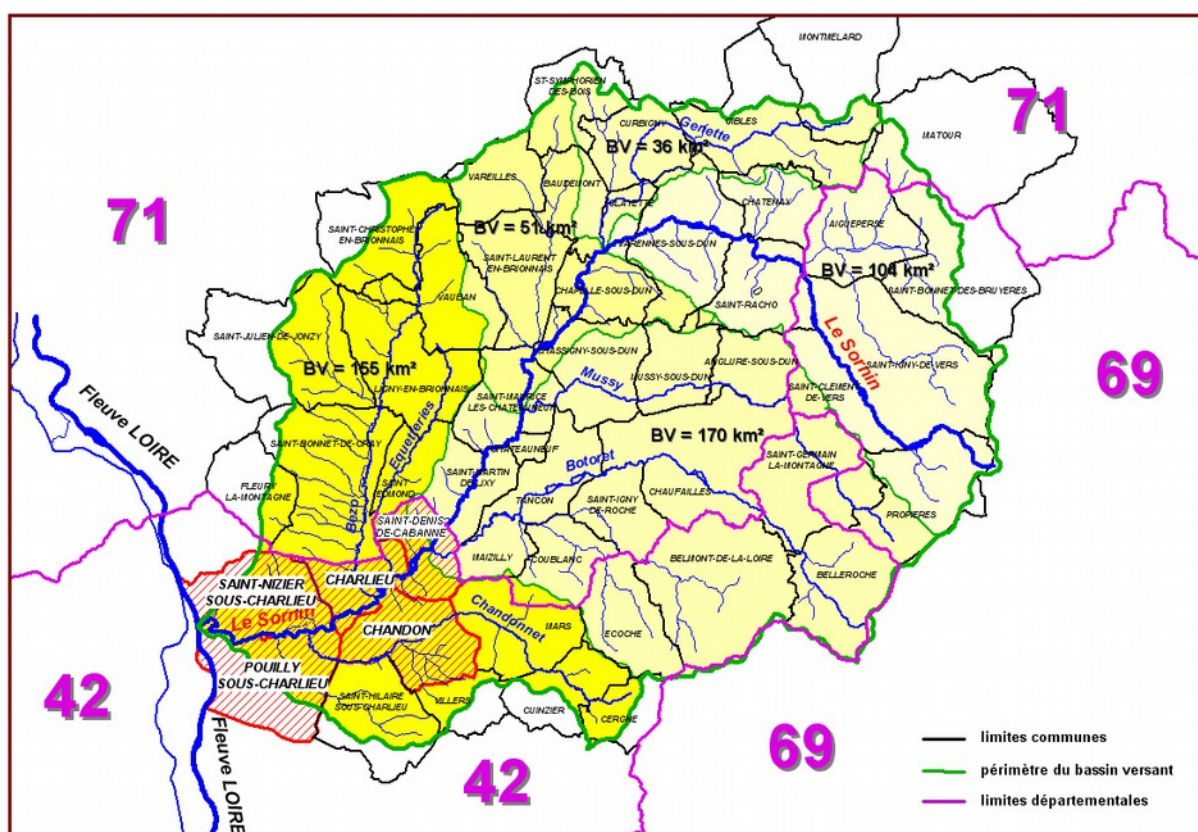 MONTMELARD
ST-SYMPHORIEN
DES-BOIS
71
CURBIGNY
Genette
GIBLES
MATOUR
BV = 36 km²
VAREILLES
BAUDEMONT
CLAYETTE
CHATENAY
AIGUEPERSE
69
71
SAINT-CHRISTOPHE
EN-BRIONNAIS
BV = 51 km²
VARENNES-SOUS-DUN
SAINT-LAURENT
EN-BRIONNAIS
BV = 104 km²
VAUBAN
CHAPELLE-SOUS-DUN
SAINT-RACHO
SAINT-BONNET-DES-BRUYERES
SAINT-JULIEN-DE-JONZY
Le Sornin
CHASSIGNY-SOUS-DUN
ANGLURE-SOUS-DUN
SAINT-IGNY-DE-VERS
BV = 155 km²
LIGNY-EN-BRIONNAIS
Mussy
MUSSY-SOUS-DUN
SAINT-CLEMENT
DE-VERS
69
Fleuve LOIRE
SAINT-MAURICE
LES-CHATEAUNEUF
Equetteries
BV = 170 km²
SAINT-BONNET-DE-CRAY
CHATEAUNEUF
Botoret
SAINT-GERMAIN
LA-MONTAGNE
FLEURY
LA-MONTAGNE
SAINT
EDMOND
SAINT-MARTIN
DE-LIXY
TANCON
SAINT-IGNY
DE-ROCHE
CHAUFAILLES
Bezo
SAINT-DENIS
DE-CABANNE
PROPIERES
MAIZILLY
COUBLANC
BELMONT-DE-LA-LOIRE
BELLEROCHE
SAINT-NIZIER
SOUS-CHARLIEU
CHARLIEU
Le Sornin
Chandonnet
CHANDON
MARS
ECOCHE
42
POUILLY
SOUS-CHARLIEU
SAINT-HILAIRE
SOUS-CHARLIEU
VILLERS
CUINZIER
CERGNE
Fleuve LOIRE
42
69
limites communes
périmètre du bassin versant
limites départementales